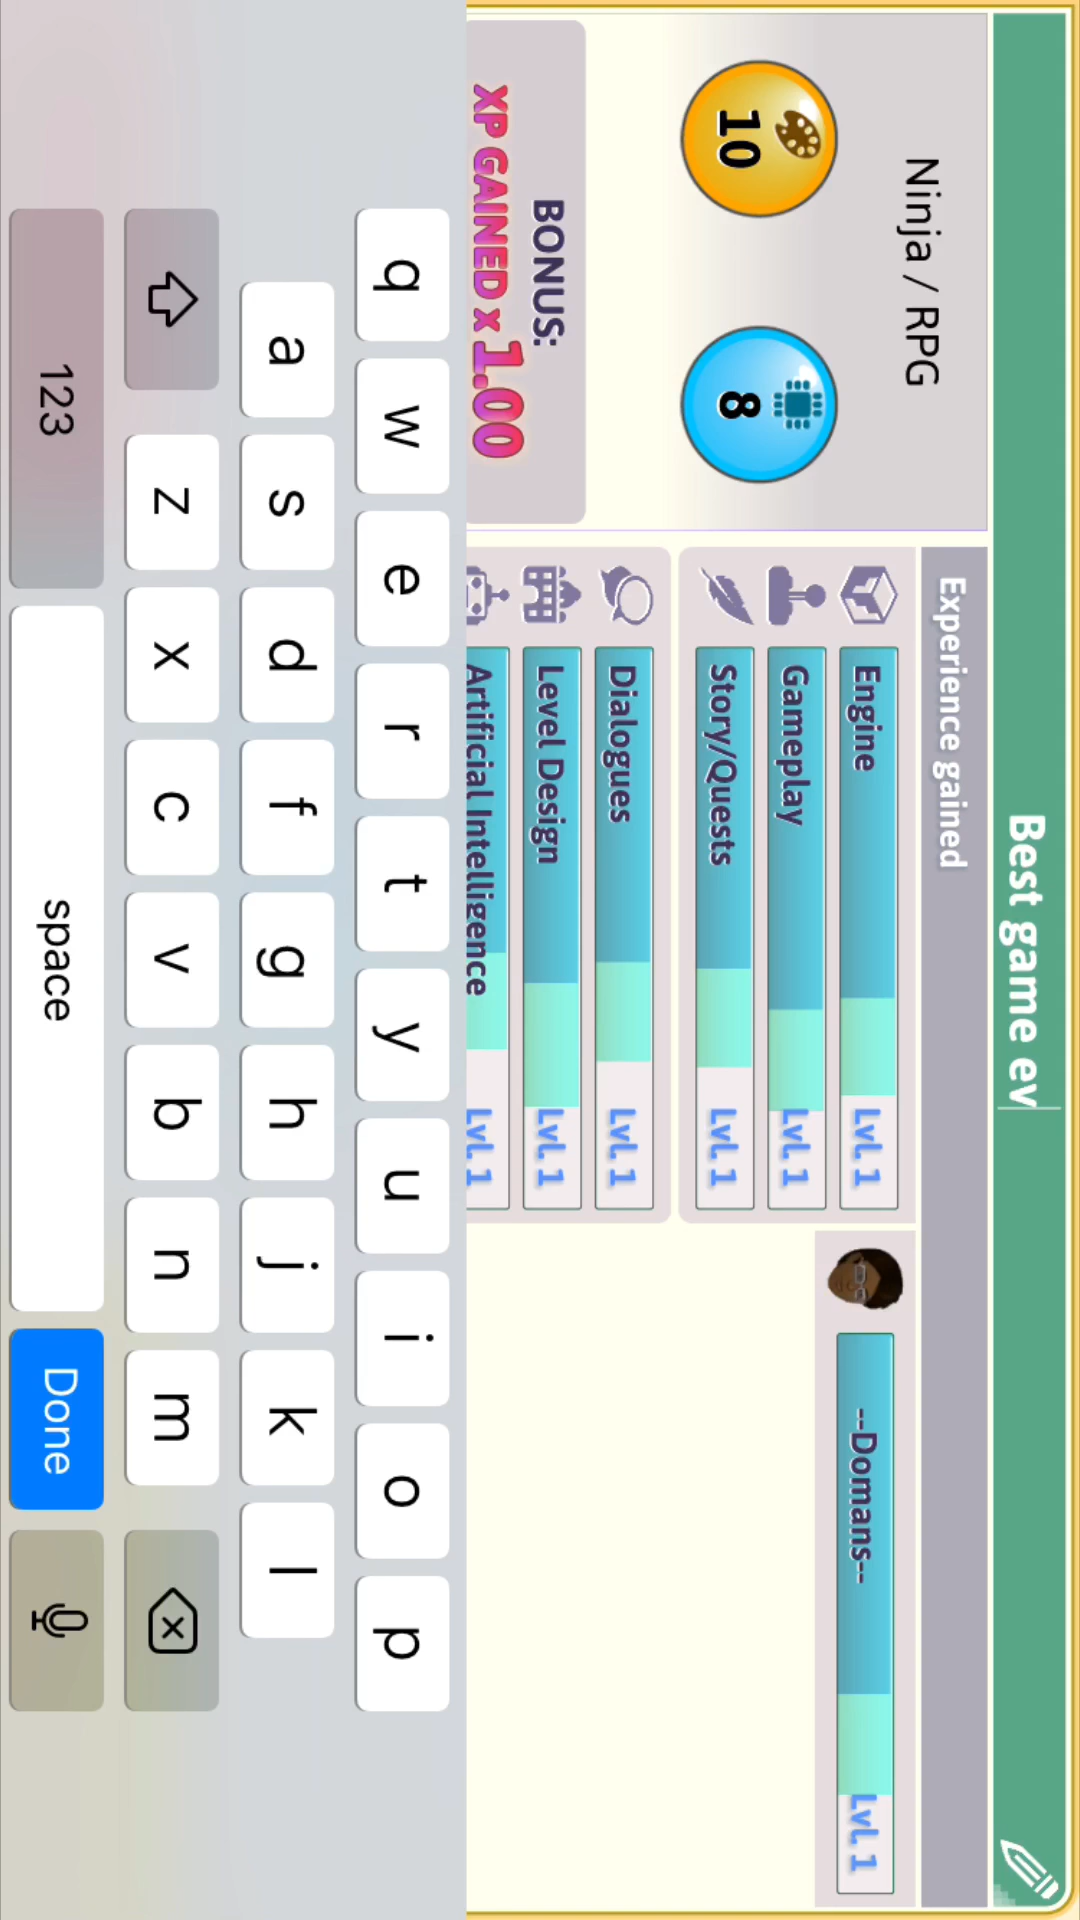 Best game ev
Ninja / RPG
10
8
BONUS:
XP GAINED x 1.00
Experience gained
Engine Lvl. 1
Gameplay Lvl. 1
Story/Quests Lvl. 1
Dialogues Lvl. 1
Level Design Lvl. 1
Artificial Intelligence Lvl. 1
--Domans-- Lvl. 1
q w e r t y u i o p
a s d f g h j k l
z x c v b n m
123 space Done